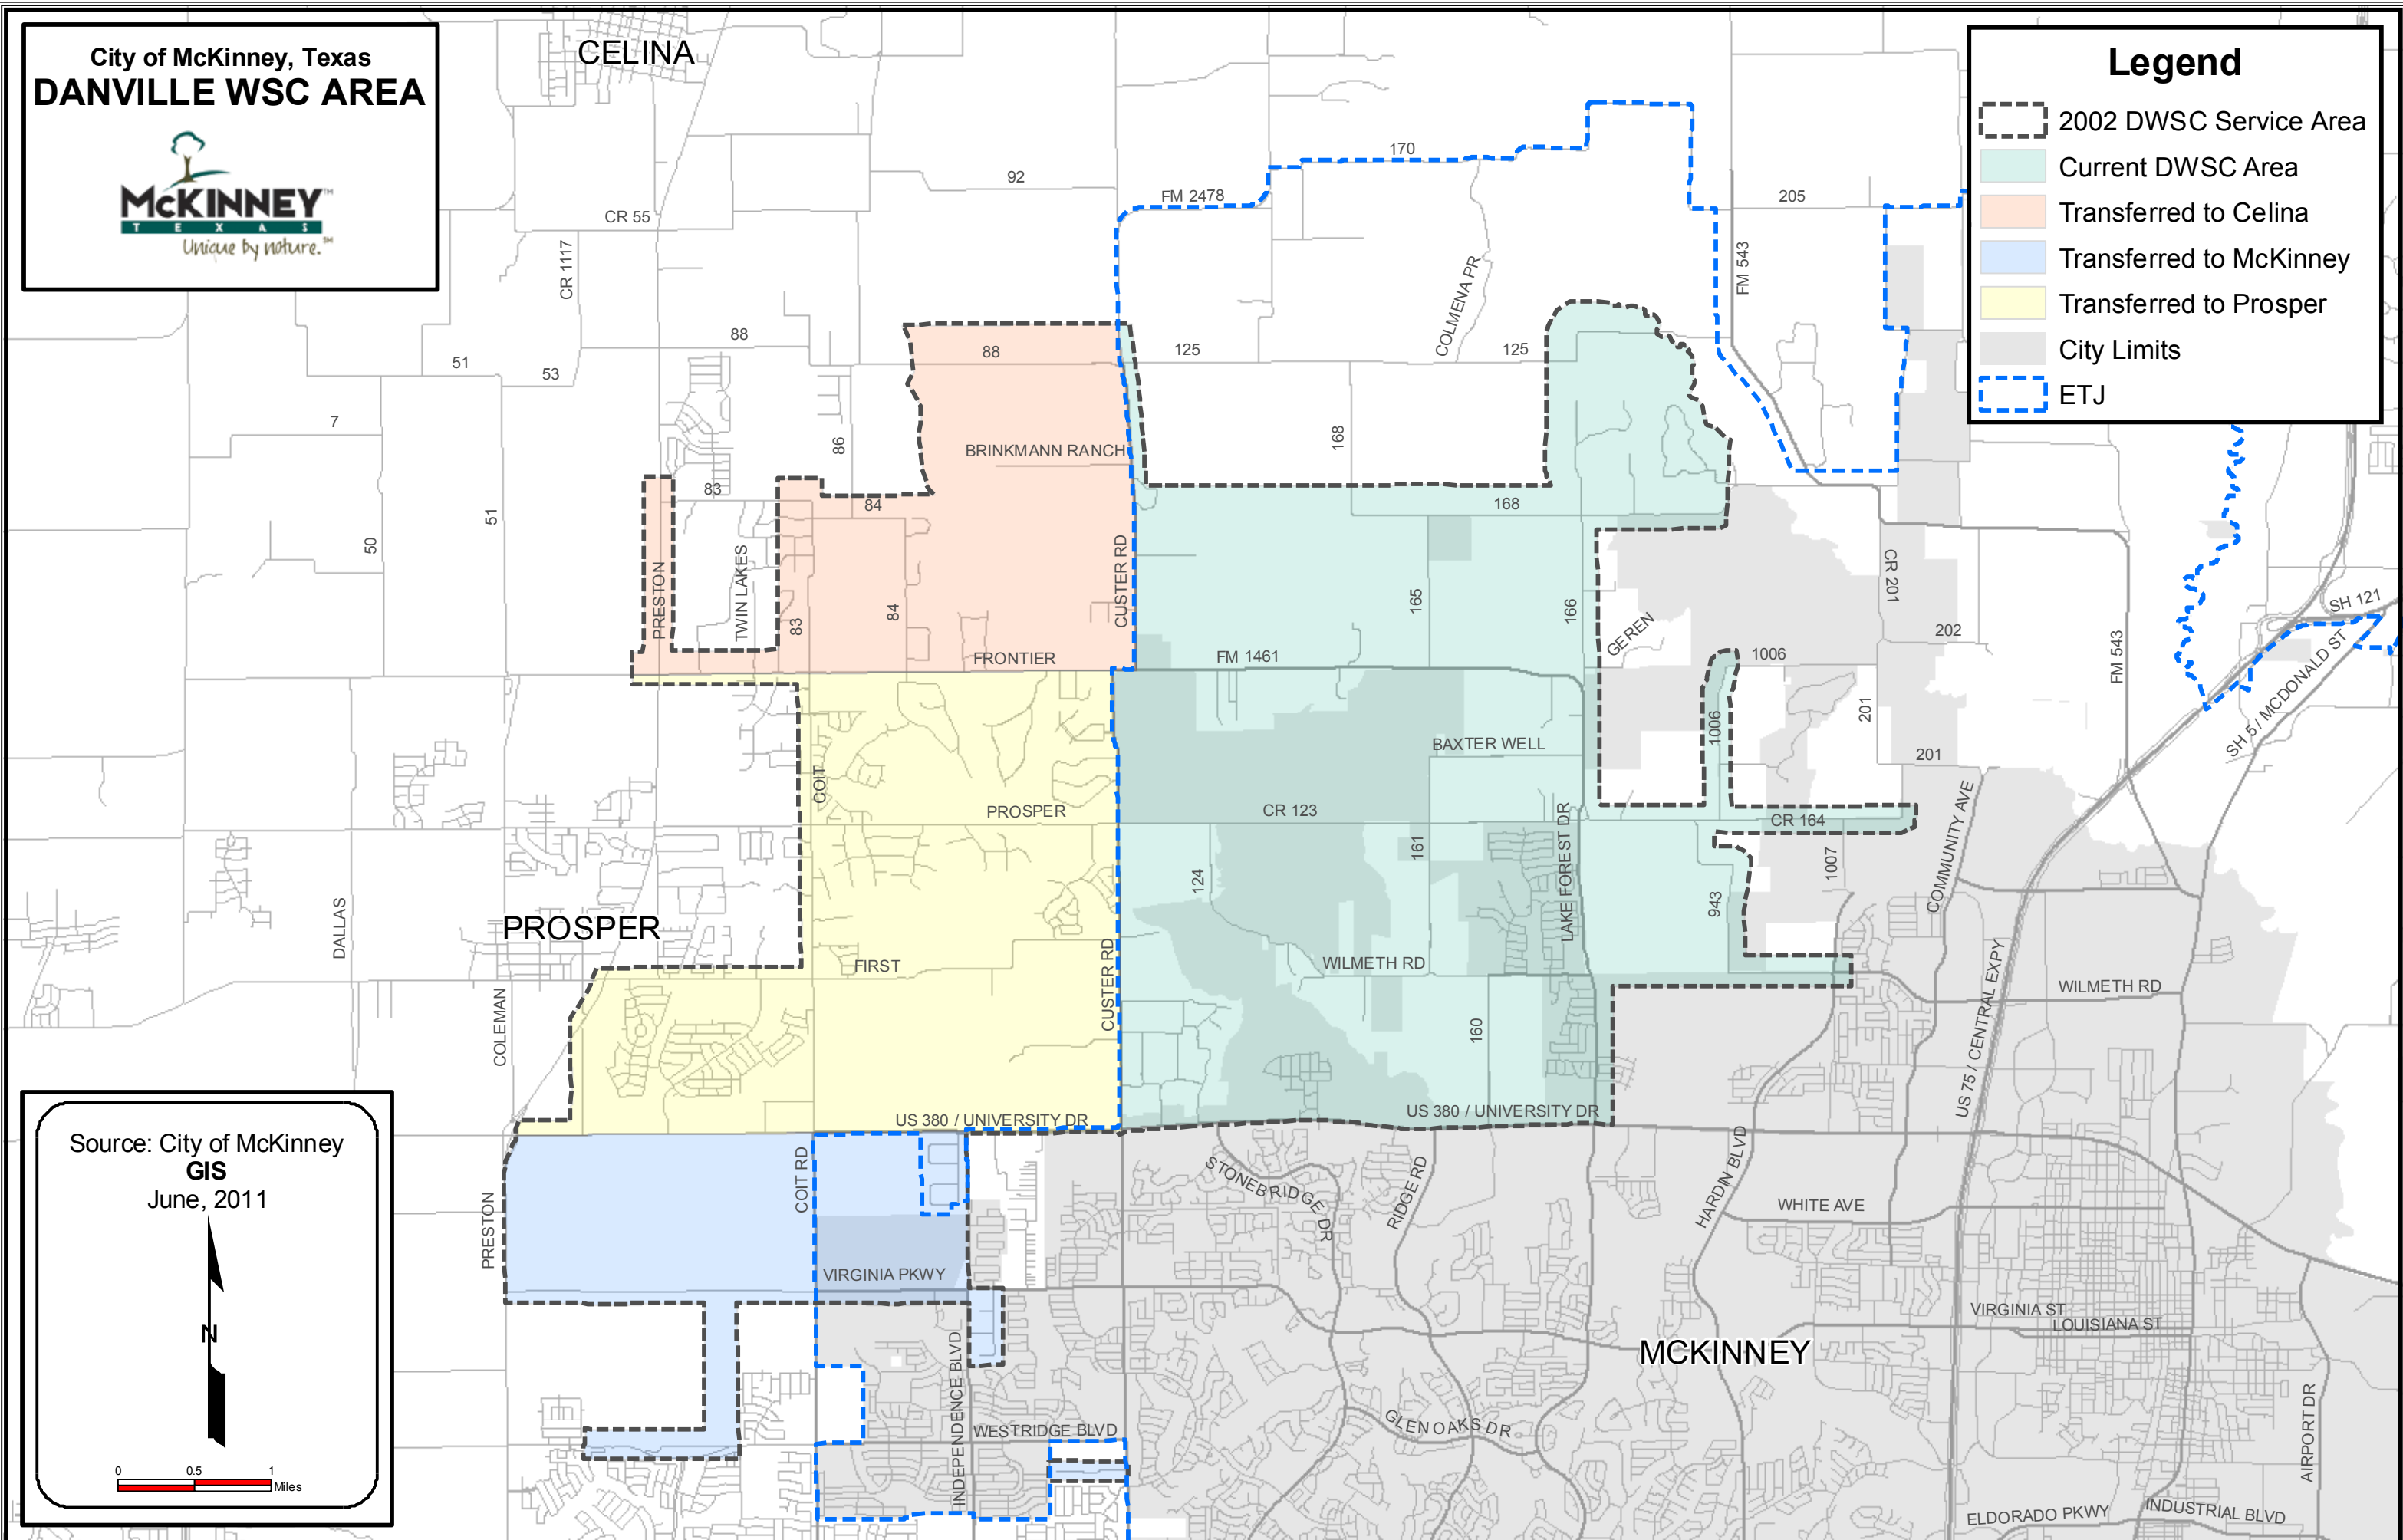 City of McKinney, Texas
DANVILLE WSC AREA
McKINNEY™
TEXAS
Unique by nature.℠
Legend
2002 DWSC Service Area
Current DWSC Area
Transferred to Celina
Transferred to McKinney
Transferred to Prosper
City Limits
ETJ
CELINA
170
92
FM 2478
205
CR 55
CR 1117
FM 543
COLMENA PR
88
88
125
125
51
53
7
86
168
BRINKMANN RANCH
83
84
168
51
50
PRESTON
TWIN LAKES
83
84
CUSTER RD
165
166
GEREN
CR 201
202
SH 121
FM 543
SH 5 / MCDONALD ST
FRONTIER
FM 1461
1006
1006
201
201
BAXTER WELL
COIT
PROSPER
CR 123
LAKE FOREST DR
CR 164
COMMUNITY AVE
161
124
1007
943
PROSPER
DALLAS
FIRST
CUSTER RD
WILMETH RD
WILMETH RD
US 75 / CENTRAL EXPY
COLEMAN
160
US 380 / UNIVERSITY DR
US 380 / UNIVERSITY DR
Source: City of McKinney
GIS
June, 2011
N
0 0.5 1
Miles
COIT RD
PRESTON
STONEBRIDGE DR
RIDGE RD
HARDIN BLVD
WHITE AVE
VIRGINIA PKWY
VIRGINIA ST
LOUISIANA ST
MCKINNEY
INDEPENDENCE BLVD
WESTRIDGE BLVD
GLEN OAKS DR
AIRPORT DR
ELDORADO PKWY
INDUSTRIAL BLVD